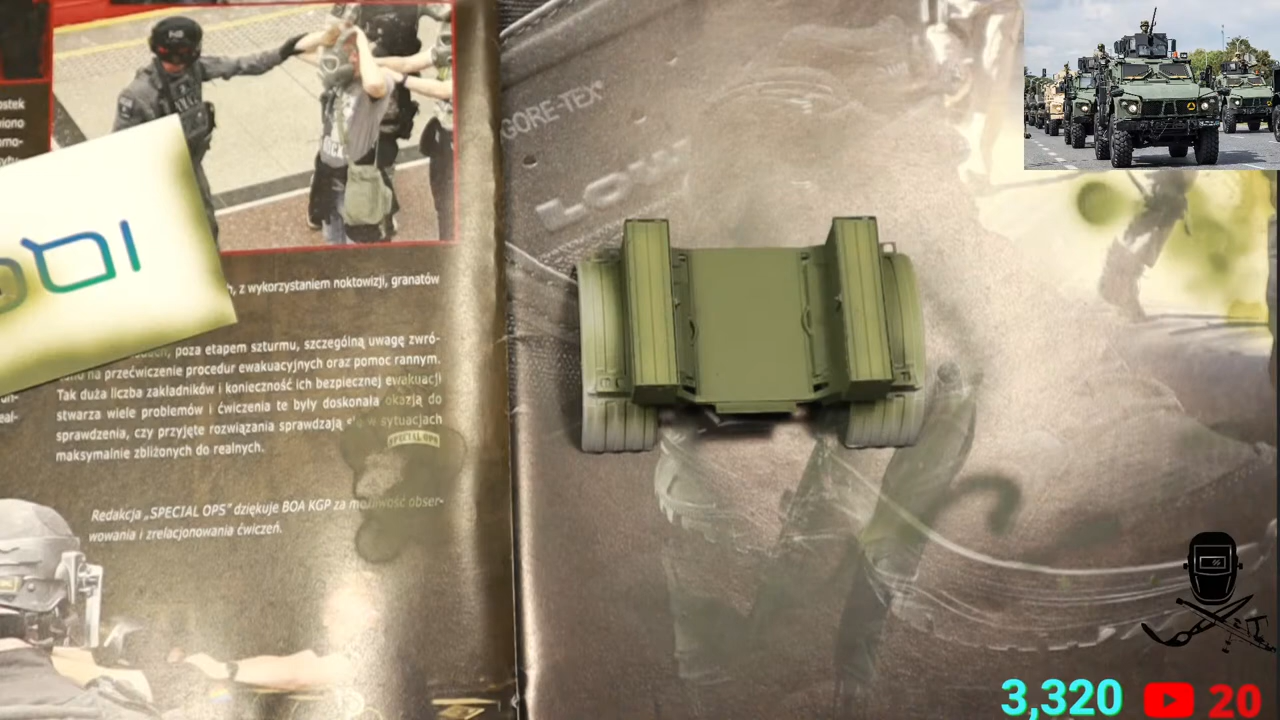 GORE-TEX
LOWA
h, z wykorzystaniem noktowizji, granatów
poza etapem szturmu, szczególną uwagę zwró-
na przećwiczenie procedur ewakuacyjnych oraz pomoc rannym.
Tak duża liczba zakładników i konieczność ich bezpiecznej ewakuacji
stwarza wiele problemów i ćwiczenia te były doskonałą okazją do
sprawdzenia, czy przyjęte rozwiązania sprawdzają się w sytuacjach
maksymalnie zbliżonych do realnych.
SPECIAL OPS
Redakcja „SPECIAL OPS” dziękuje BOA KGP za możliwość obser-
wowania i zrelacjonowania ćwiczeń.
3,320
20